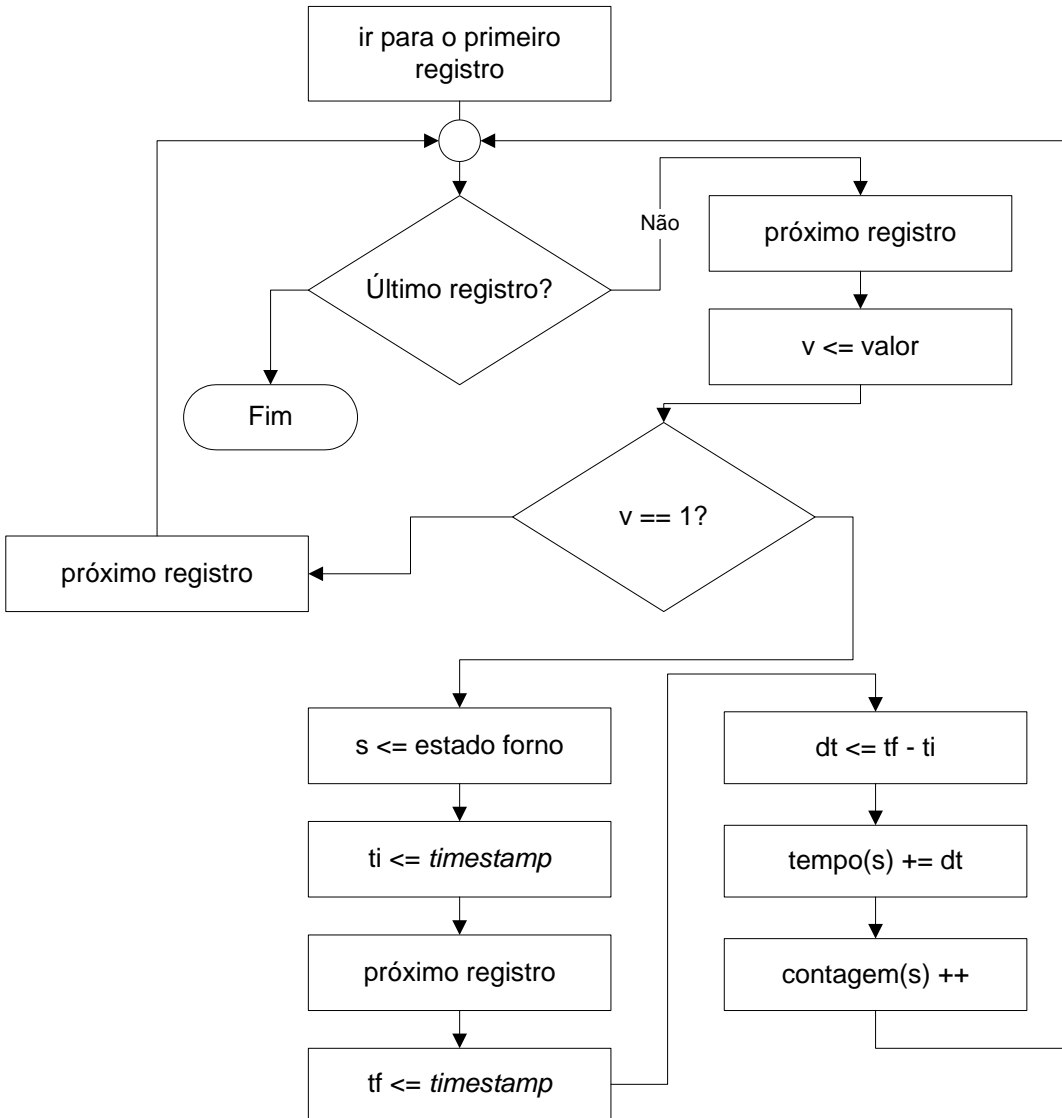 ir para o primeiro
registro
Não
próximo registro
Último registro?
v <= valor
Fim
v == 1?
próximo registro
s <= estado forno
dt <= tf - ti
ti <= timestamp
tempo(s) += dt
próximo registro
contagem(s) ++
tf <= timestamp